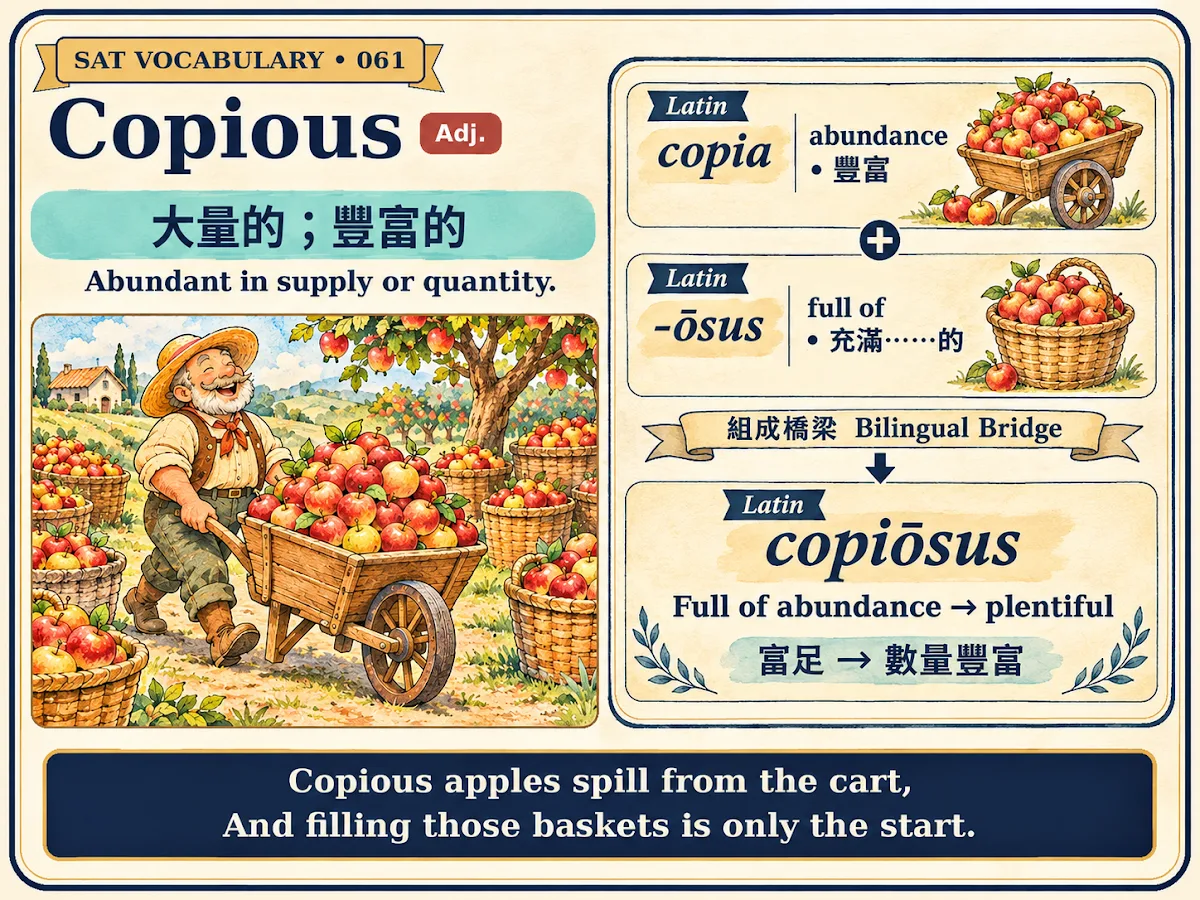 SAT VOCABULARY • 061
Copious Adj.
大量的；豐富的
Abundant in supply or quantity.
Latin
copia
abundance
• 豐富
Latin
-ōsus
full of
• 充滿⋯⋯的
組成橋梁 Bilingual Bridge
Latin
copiōsus
Full of abundance → plentiful
富足 → 數量豐富
Copious apples spill from the cart,
And filling those baskets is only the start.